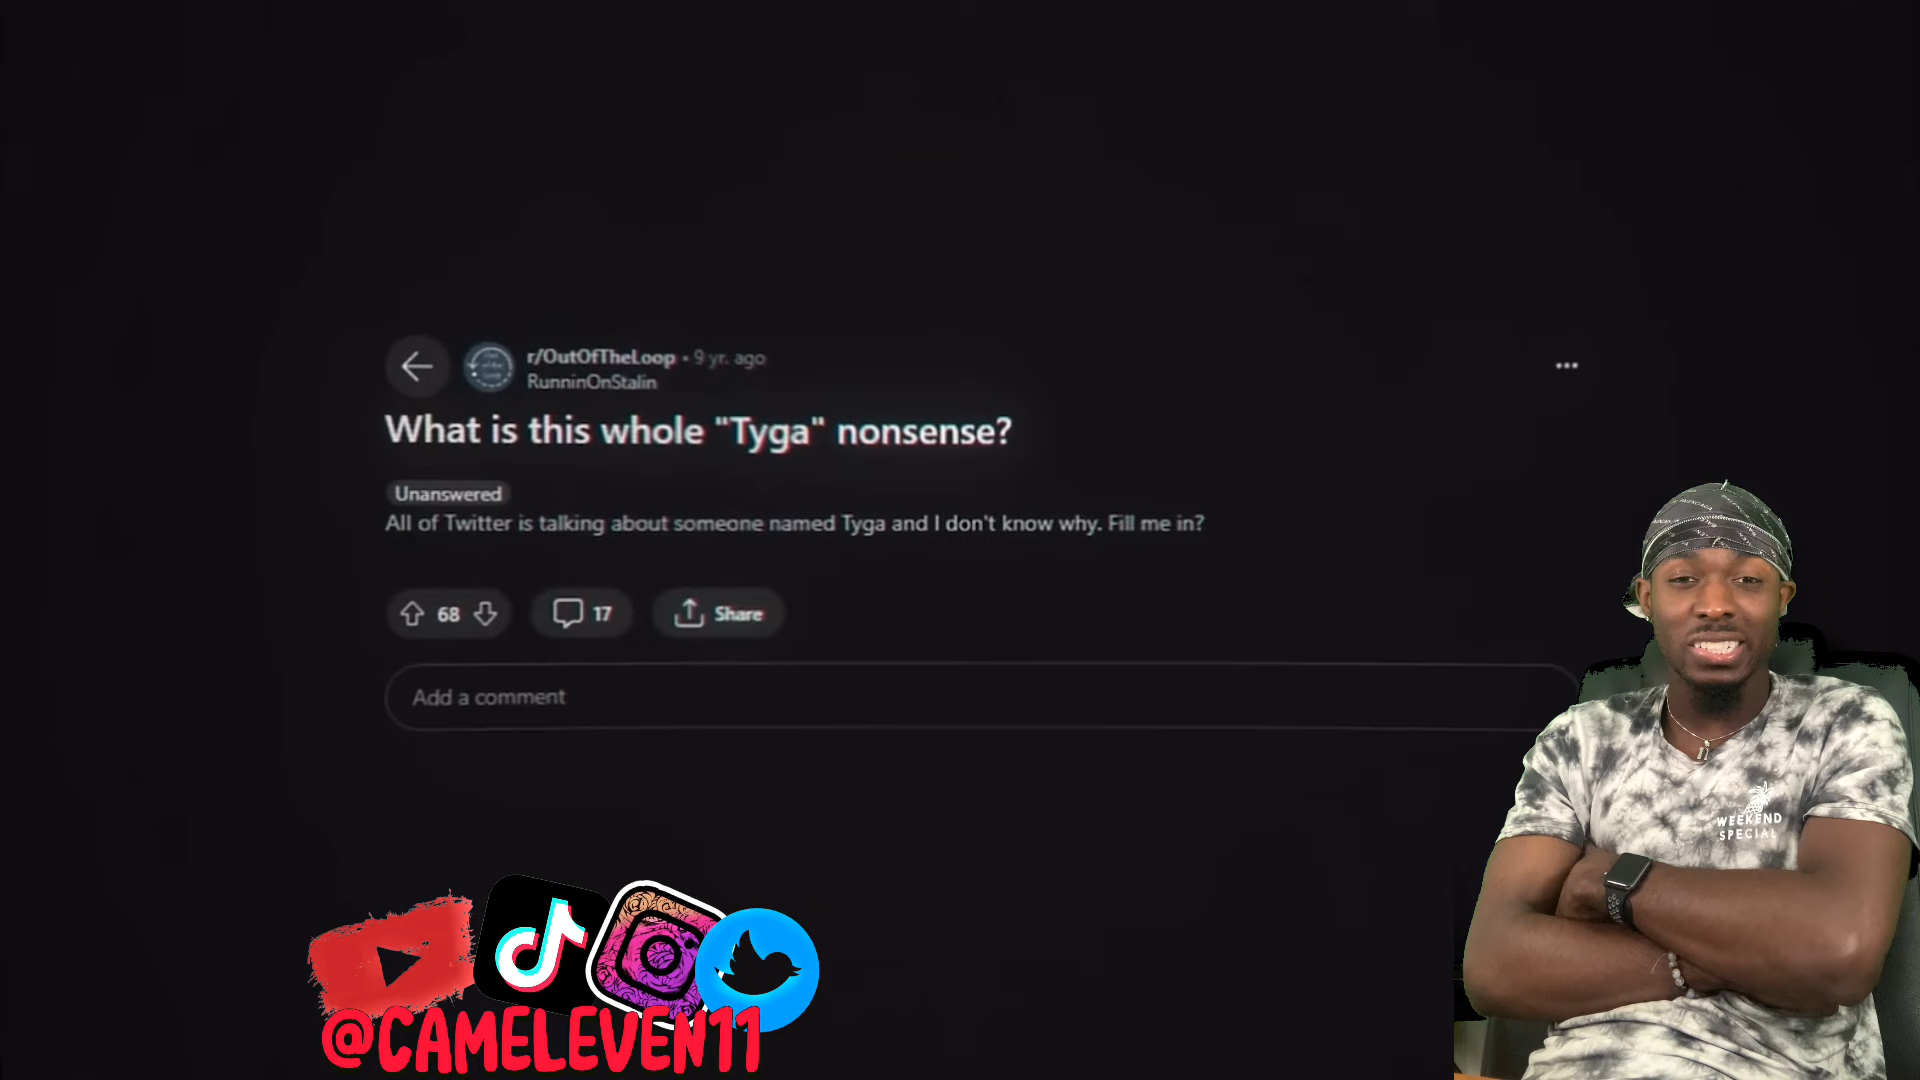 r/OutOfTheLoop • 9 yr. ago
RunninOnStalin
What is this whole "Tyga" nonsense?
Unanswered
All of Twitter is talking about someone named Tyga and I don't know why. Fill me in?
68
17
Share
Add a comment
WEEKEND
SPECIAL
@CAMELEVEN11